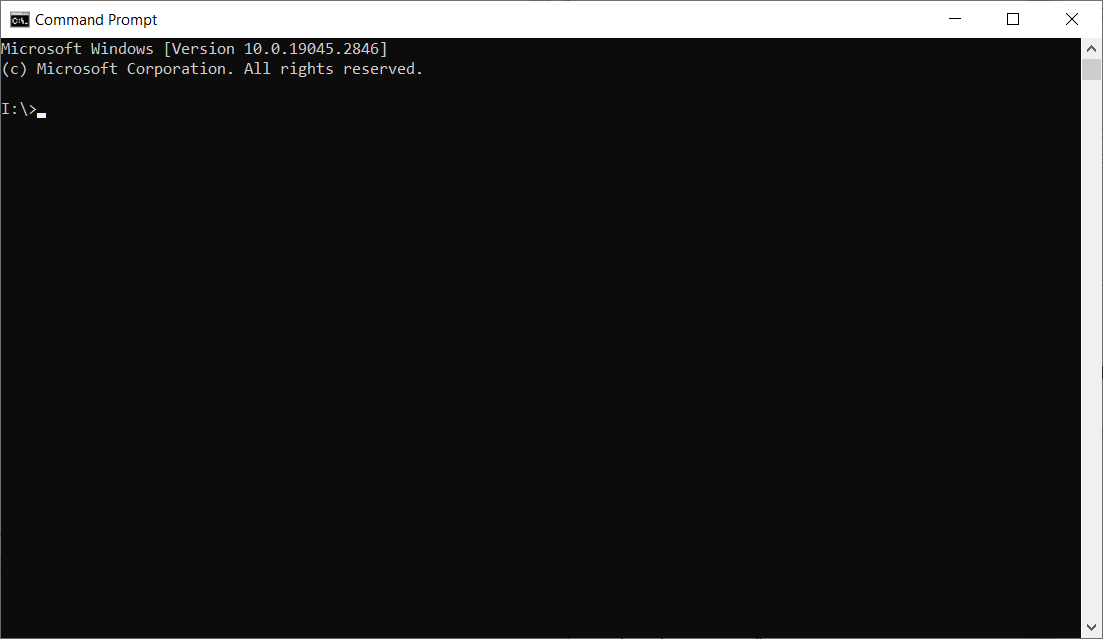 Command Prompt
Microsoft Windows [Version 10.0.19045.2846]
(c) Microsoft Corporation. All rights reserved.
I:\>